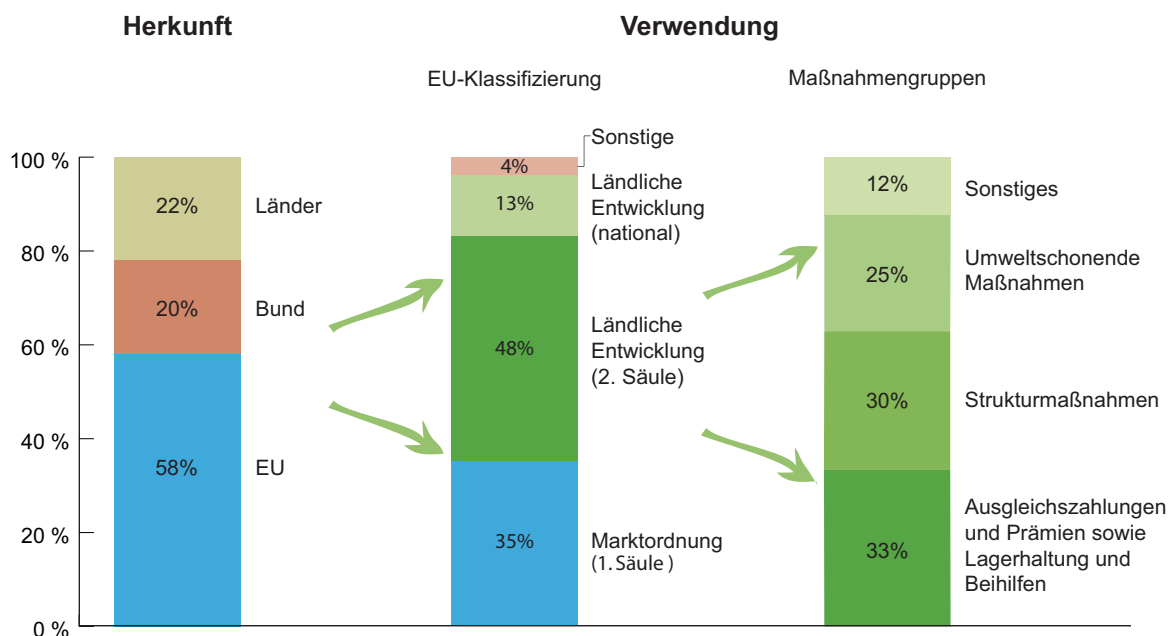 Herkunft
Verwendung
EU-Klassifizierung
Maßnahmengruppen
100 %
80 %
60 %
40 %
20 %
0 %
22%
Länder
20%
Bund
58%
EU
Sonstige
4%
13%
Ländliche
Entwicklung
(national)
48%
Ländliche
Entwicklung
(2. Säule)
35%
Marktordnung
(1. Säule )
12%
Sonstiges
25%
Umweltschonende
Maßnahmen
30%
Strukturmaßnahmen
33%
Ausgleichszahlungen
und Prämien sowie
Lagerhaltung und
Beihilfen